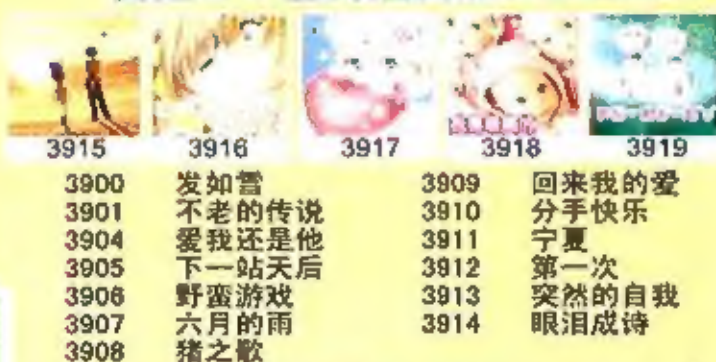 3915 3916 3917 3918 3919
3900 发如雪 3909 回来我的爱
3901 不老的传说 3910 分手快乐
3904 爱我还是他 3911 宁夏
3905 下一站天后 3912 第一次
3906 野蛮游戏 3913 突然的自我
3907 六月的雨 3914 眼泪成诗
3908 猪之歌